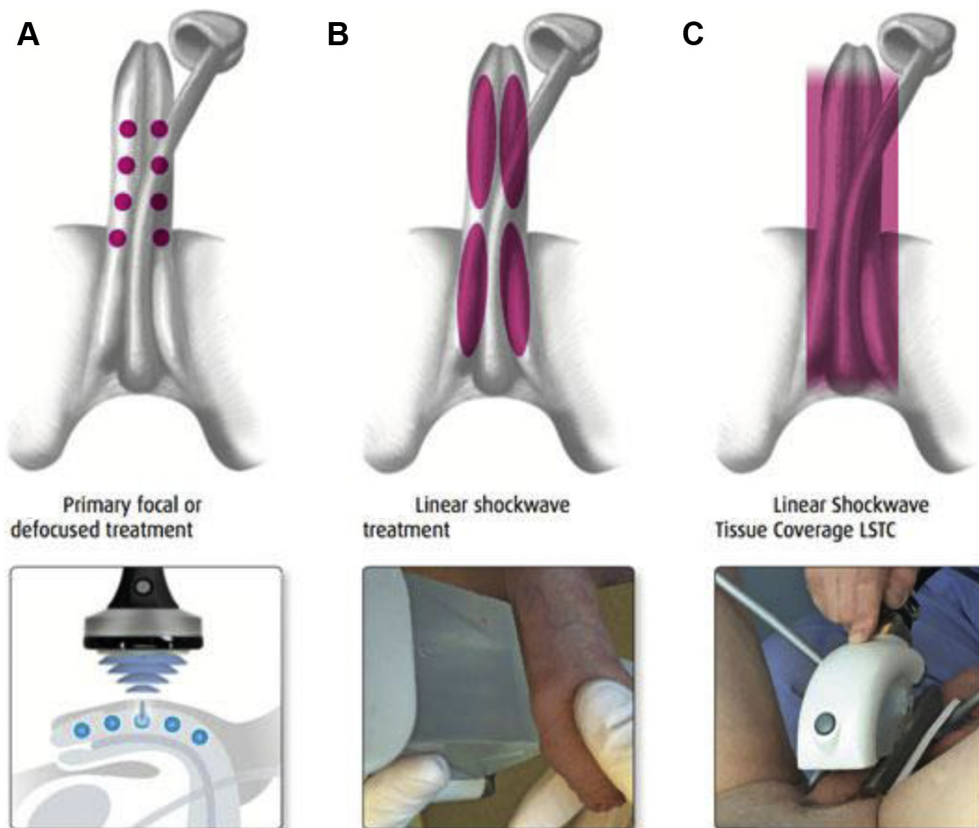 A
B
C
Primary focal or
defocused treatment
Linear shockwave
treatment
Linear Shockwave
Tissue Coverage LSTC